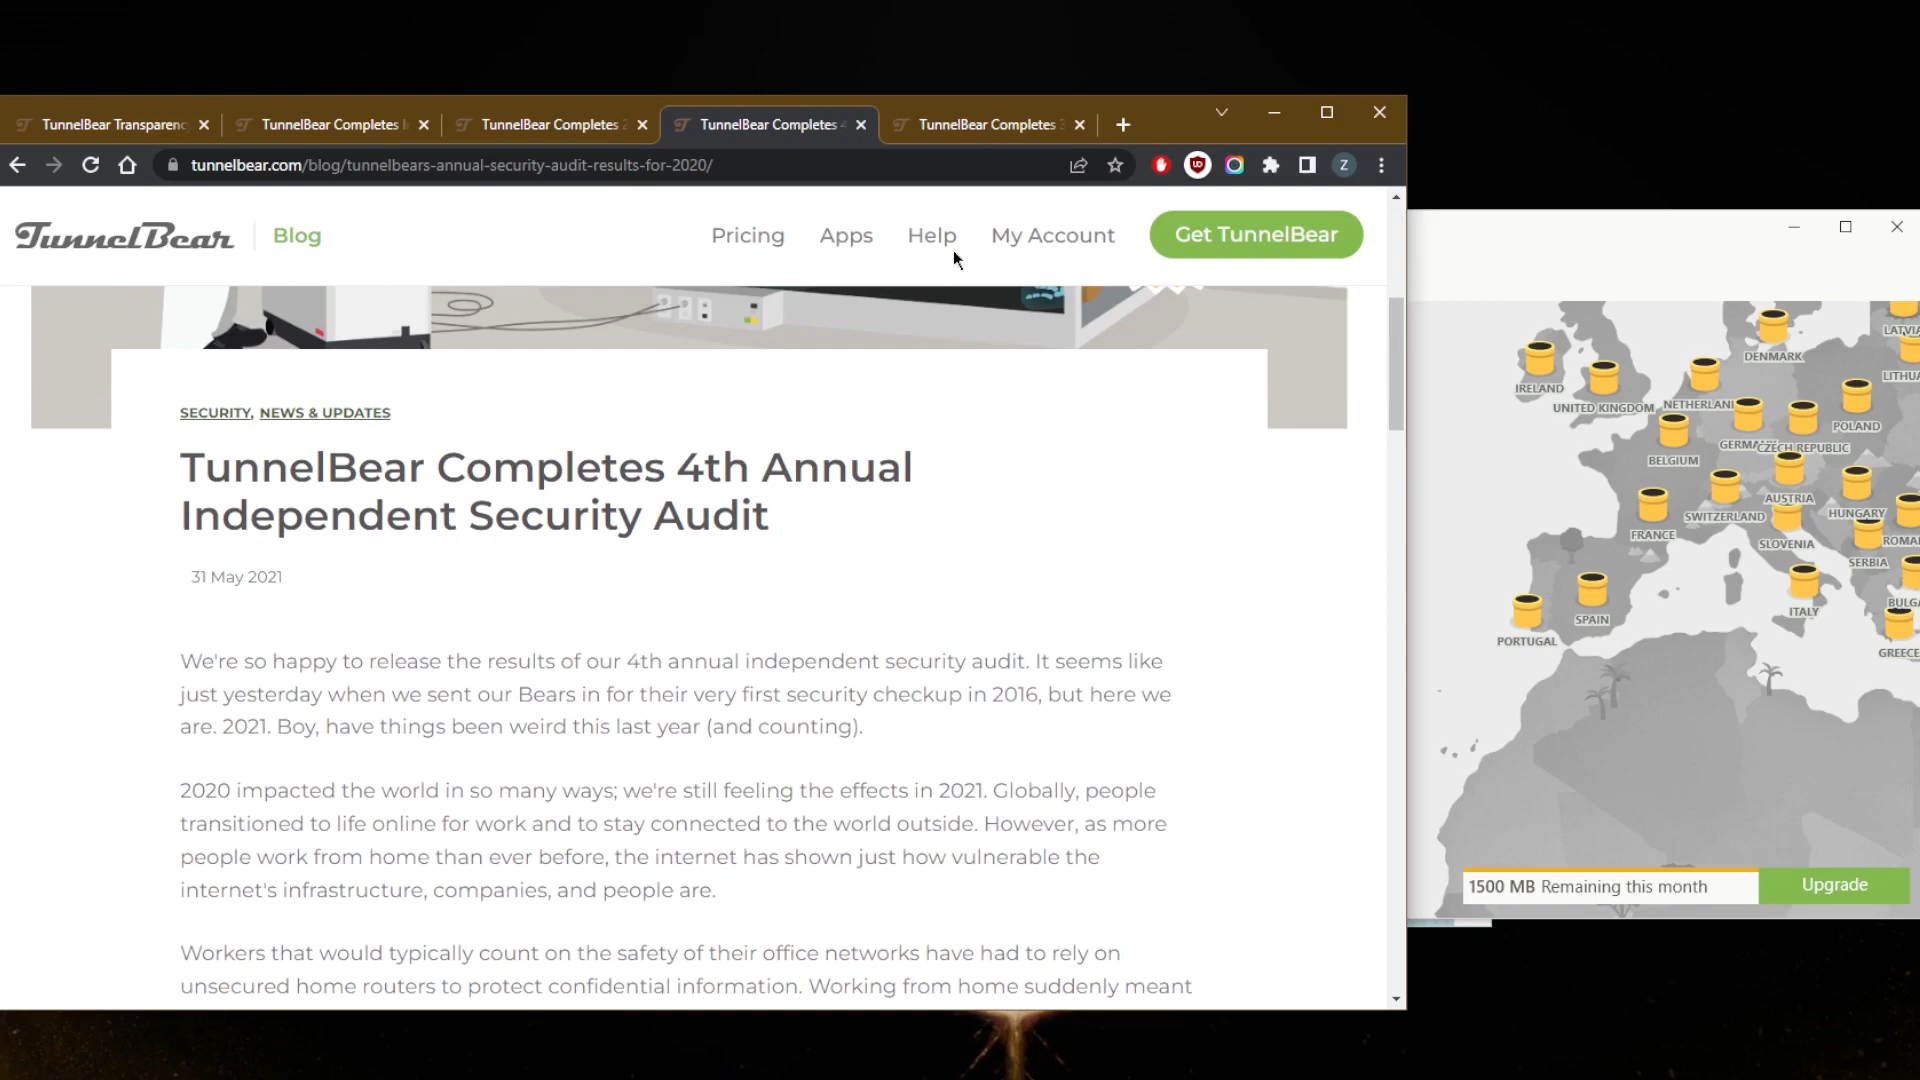 TunnelBear Transparenc
TunnelBear Completes
TunnelBear Completes
TunnelBear Completes
TunnelBear Completes
tunnelbear.com/blog/tunnelbears-annual-security-audit-results-for-2020/
Z
TunnelBear
Blog
Pricing
Apps
Help
My Account
Get TunnelBear
SECURITY, NEWS & UPDATES
TunnelBear Completes 4th Annual
Independent Security Audit
31 May 2021
We're so happy to release the results of our 4th annual independent security audit. It seems like
just yesterday when we sent our Bears in for their very first security checkup in 2016, but here we
are. 2021. Boy, have things been weird this last year (and counting).
2020 impacted the world in so many ways; we're still feeling the effects in 2021. Globally, people
transitioned to life online for work and to stay connected to the world outside. However, as more
people work from home than ever before, the internet has shown just how vulnerable the
internet's infrastructure, companies, and people are.
Workers that would typically count on the safety of their office networks have had to rely on
unsecured home routers to protect confidential information. Working from home suddenly meant
LATVIA
DENMARK
LITHUA
IRELAND
UNITED KINGDOM
NETHERLAN
POLAND
GERMA
CZECH REPUBLIC
BELGIUM
AUSTRIA
HUNGARY
SWITZERLAND
FRANCE
SLOVENIA
ROMA
SERBIA
BULGA
ITALY
SPAIN
PORTUGAL
GREECE
1500 MB Remaining this month
Upgrade